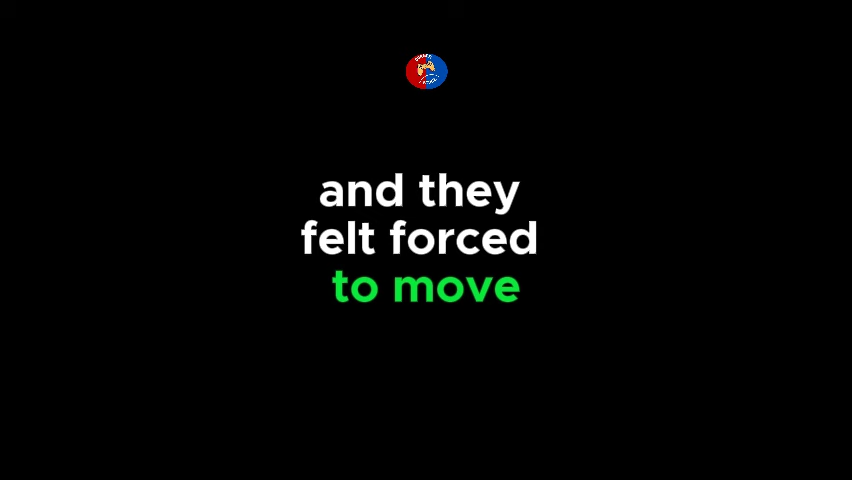 and they
felt forced
to move